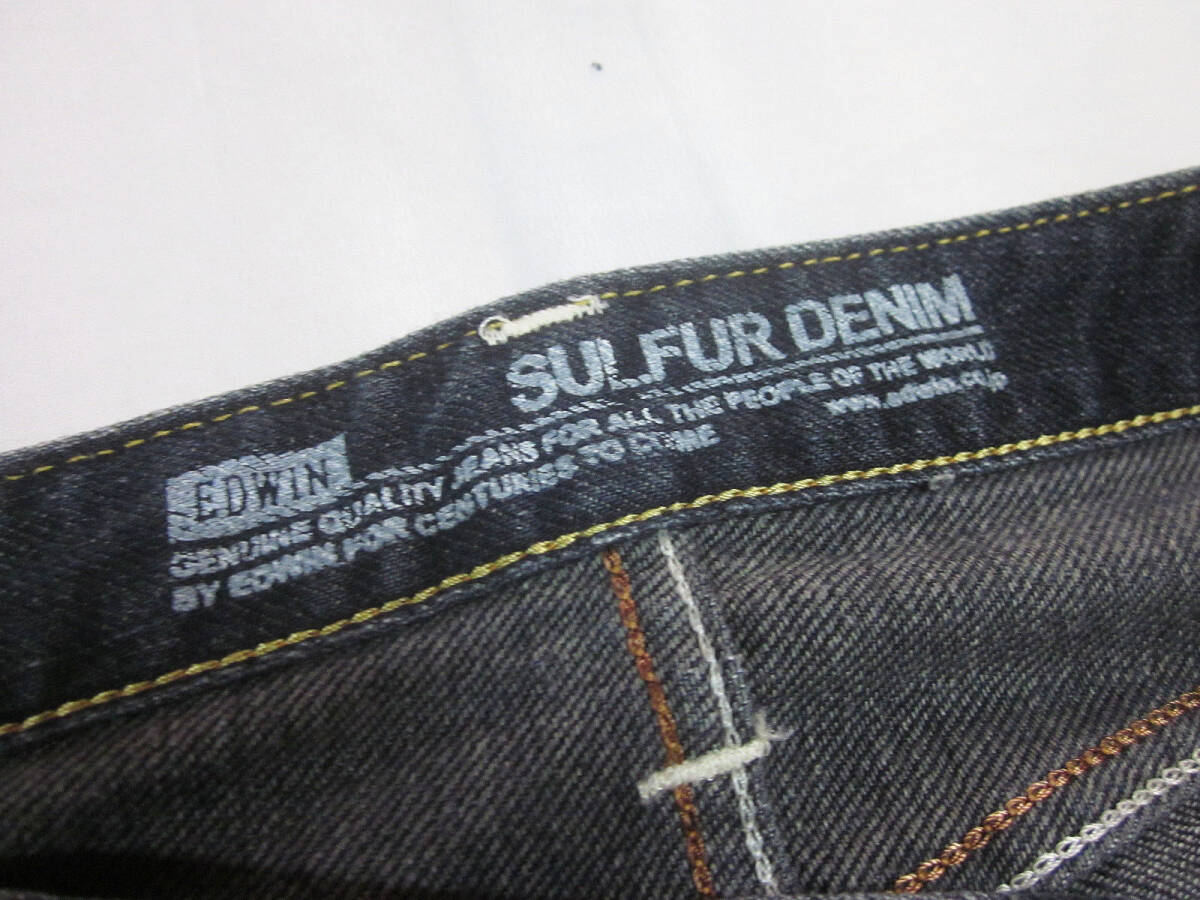 SULFUR DENIM
EDWIN
GENUINE QUALITY JEANS FOR ALL THE PEOPLE OF THE WORLD
BY EDWIN FOR CENTURIES TO COME
www.edwin.co.jp